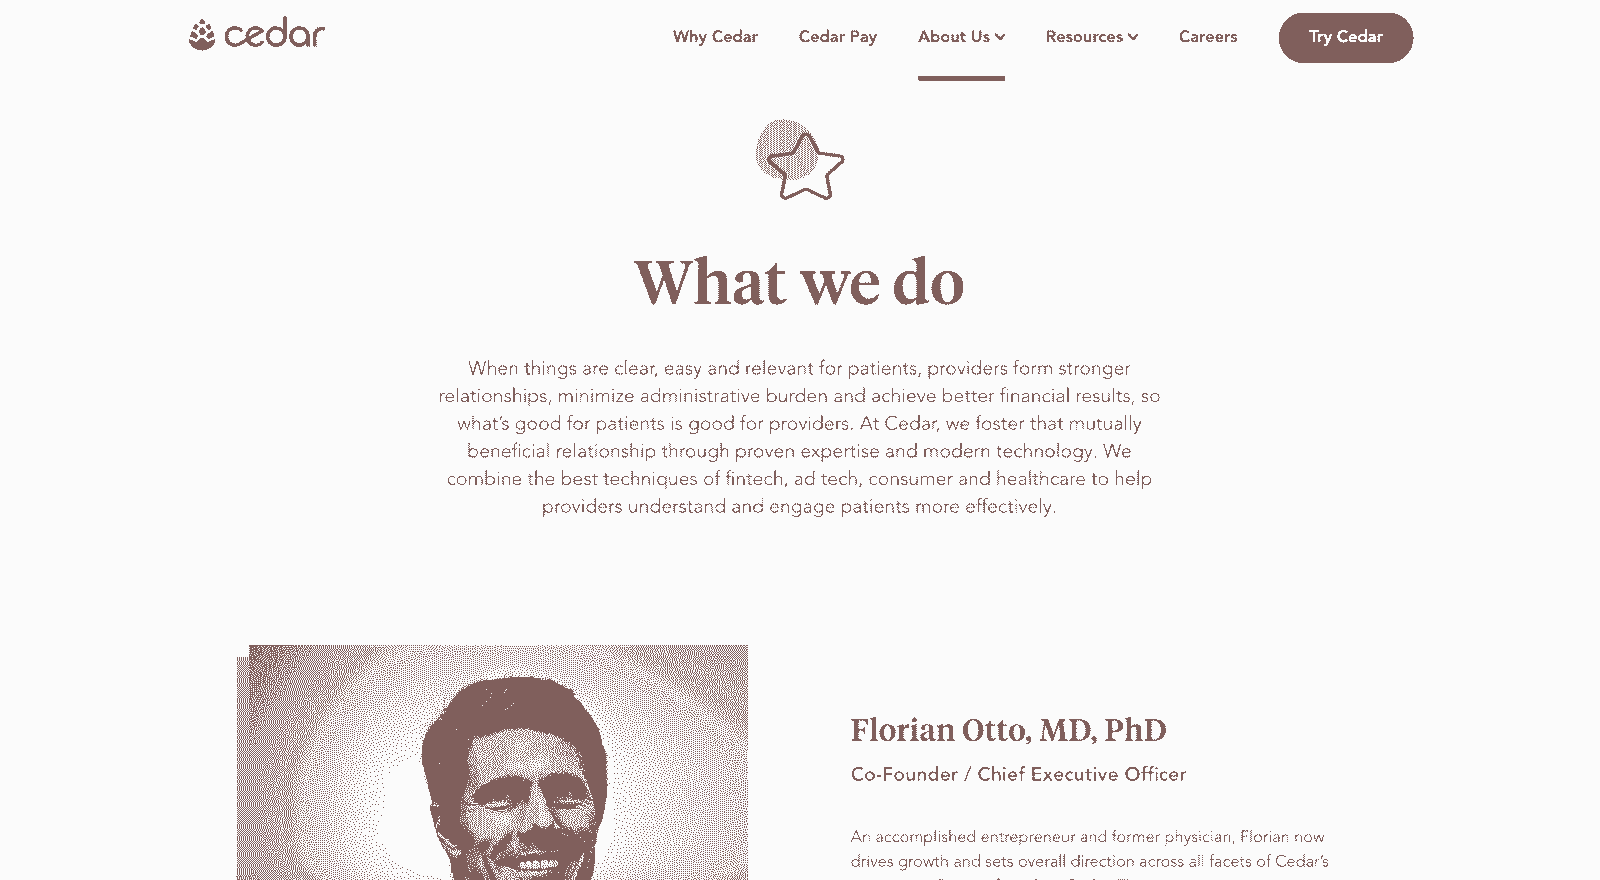 cedar
Why Cedar
Cedar Pay
About Us
Resources
Careers
Try Cedar
What we do
When things are clear, easy and relevant for patients, providers form stronger
relationships, minimize administrative burden and achieve better financial results, so
what's good for patients is good for providers. At Cedar, we foster that mutually
beneficial relationship through proven expertise and modern technology. We
combine the best techniques of fintech, ad tech, consumer and healthcare to help
providers understand and engage patients more effectively.
Florian Otto, MD, PhD
Co-Founder / Chief Executive Officer
An accomplished entrepreneur and former physician, Florian now
drives growth and sets overall direction across all facets of Cedar's